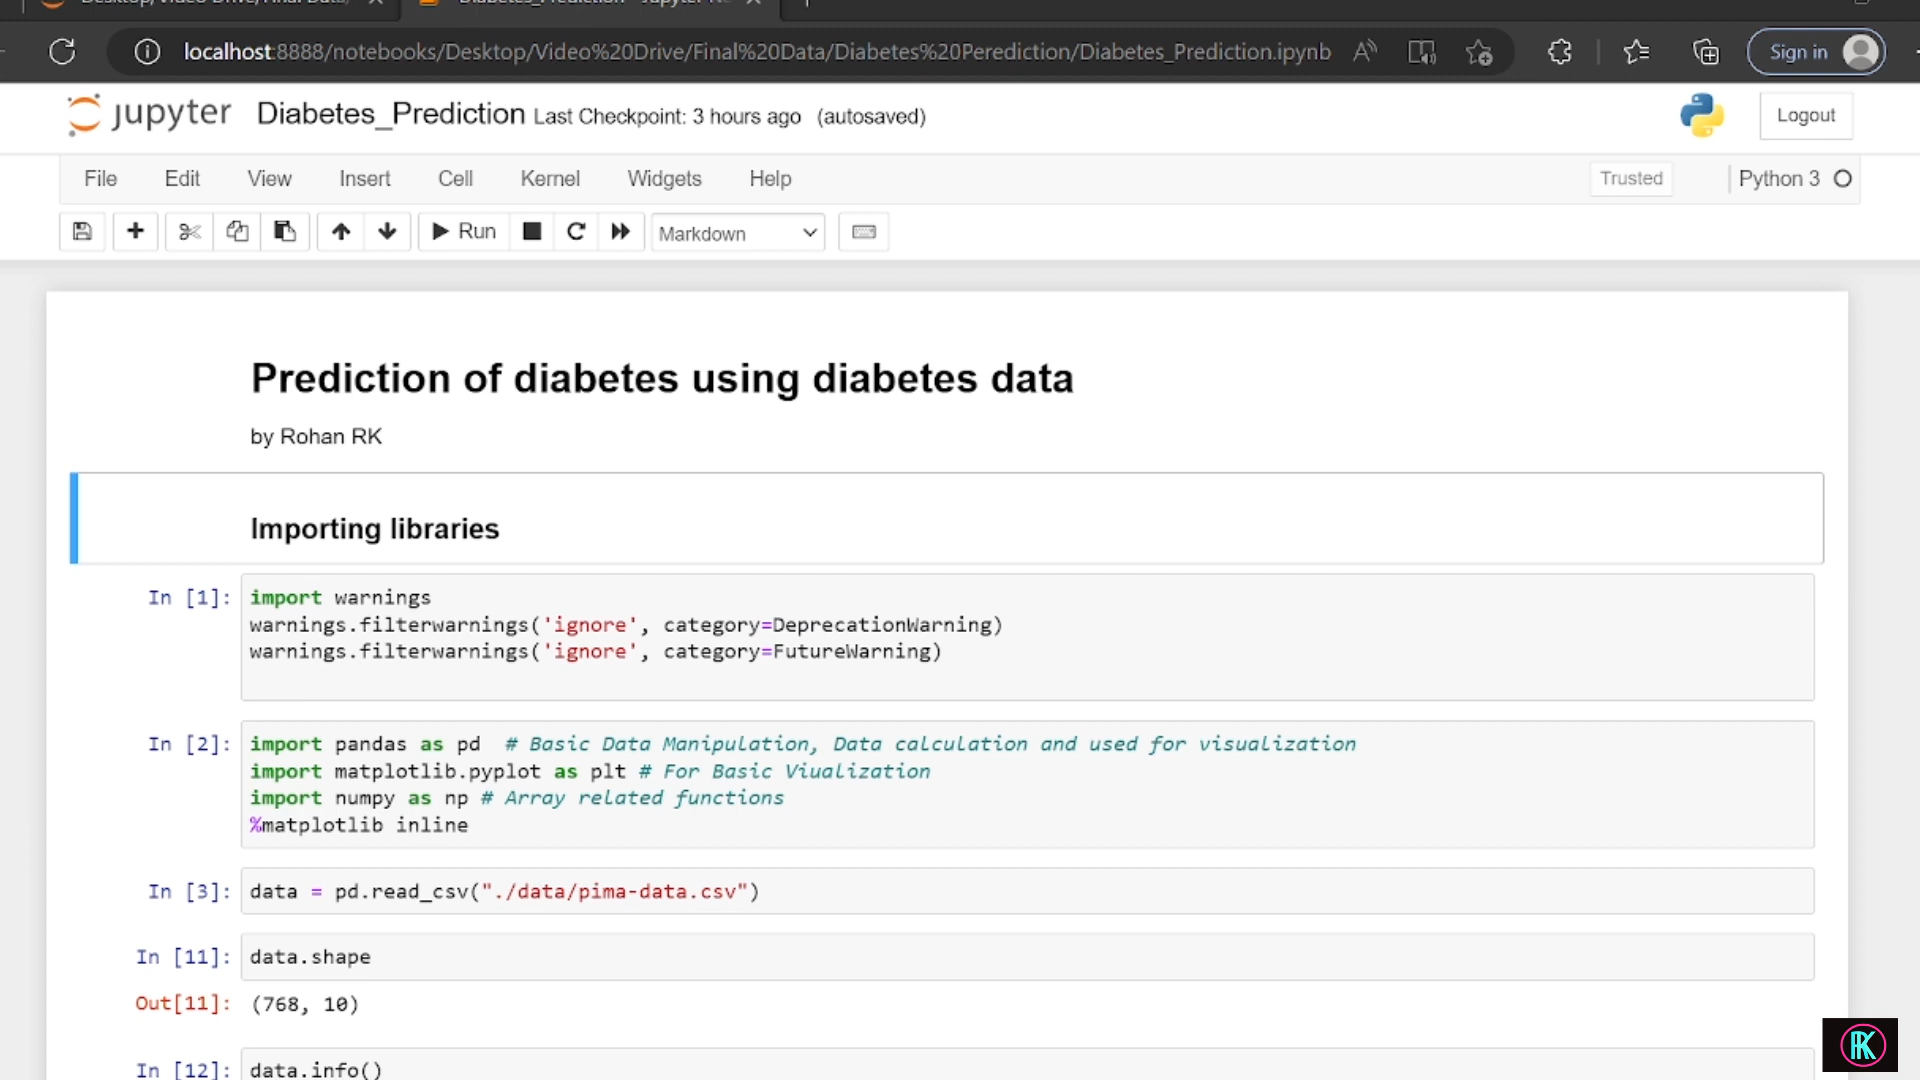 localhost:8888/notebooks/Desktop/Video%20Drive/Final%20Data/Diabetes%20Perediction/Diabetes_Prediction.ipynb
Sign in
jupyter Diabetes_Prediction Last Checkpoint: 3 hours ago (autosaved)
Logout
File Edit View Insert Cell Kernel Widgets Help
Trusted
Python 3
Run
Markdown
Prediction of diabetes using diabetes data
by Rohan RK
Importing libraries
In [1]: import warnings
warnings.filterwarnings('ignore', category=DeprecationWarning)
warnings.filterwarnings('ignore', category=FutureWarning)
In [2]: import pandas as pd # Basic Data Manipulation, Data calculation and used for visualization
import matplotlib.pyplot as plt # For Basic Viualization
import numpy as np # Array related functions
%matplotlib inline
In [3]: data = pd.read_csv("./data/pima-data.csv")
In [11]: data.shape
Out[11]: (768, 10)
In [12]: data.info()
RK